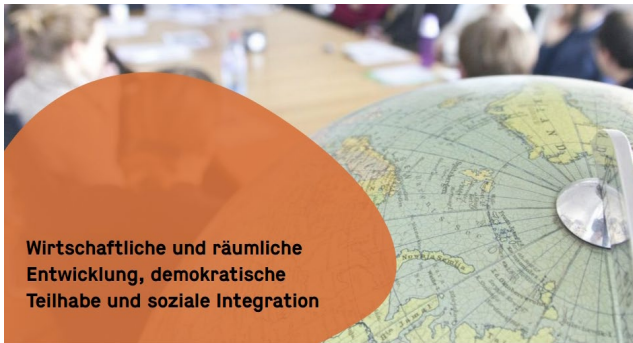 Wirtschaftliche und räumliche
Entwicklung, demokratische
Teilhabe und soziale Integration